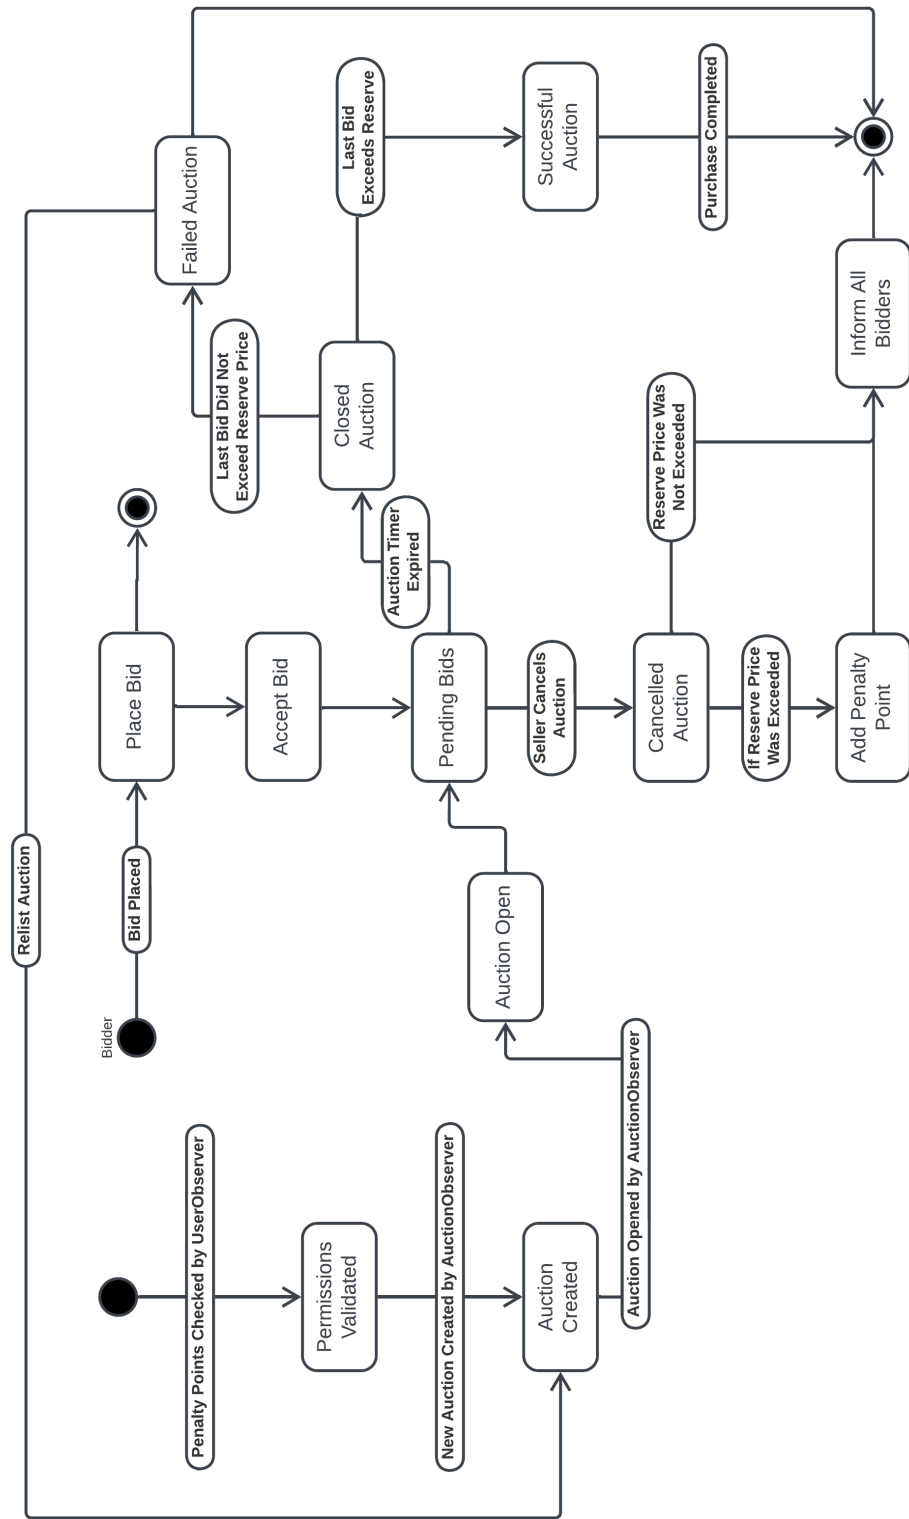 Relist Auction
Bidder
Bid Placed
Place Bid
Accept Bid
Penalty Points Checked by UserObserver
Permissions
Validated
New Auction Created by AuctionObserver
Auction
Created
Auction Opened by AuctionObserver
Auction Open
Pending Bids
Auction Timer
Expired
Closed
Auction
Last Bid Did Not
Exceed Reserve Price
Failed Auction
Last Bid
Exceeds Reserve
Successful
Auction
Purchase Completed
Seller Cancels
Auction
Cancelled
Auction
Reserve Price Was
Not Exceeded
If Reserve Price
Was Exceeded
Add Penalty
Point
Inform All
Bidders